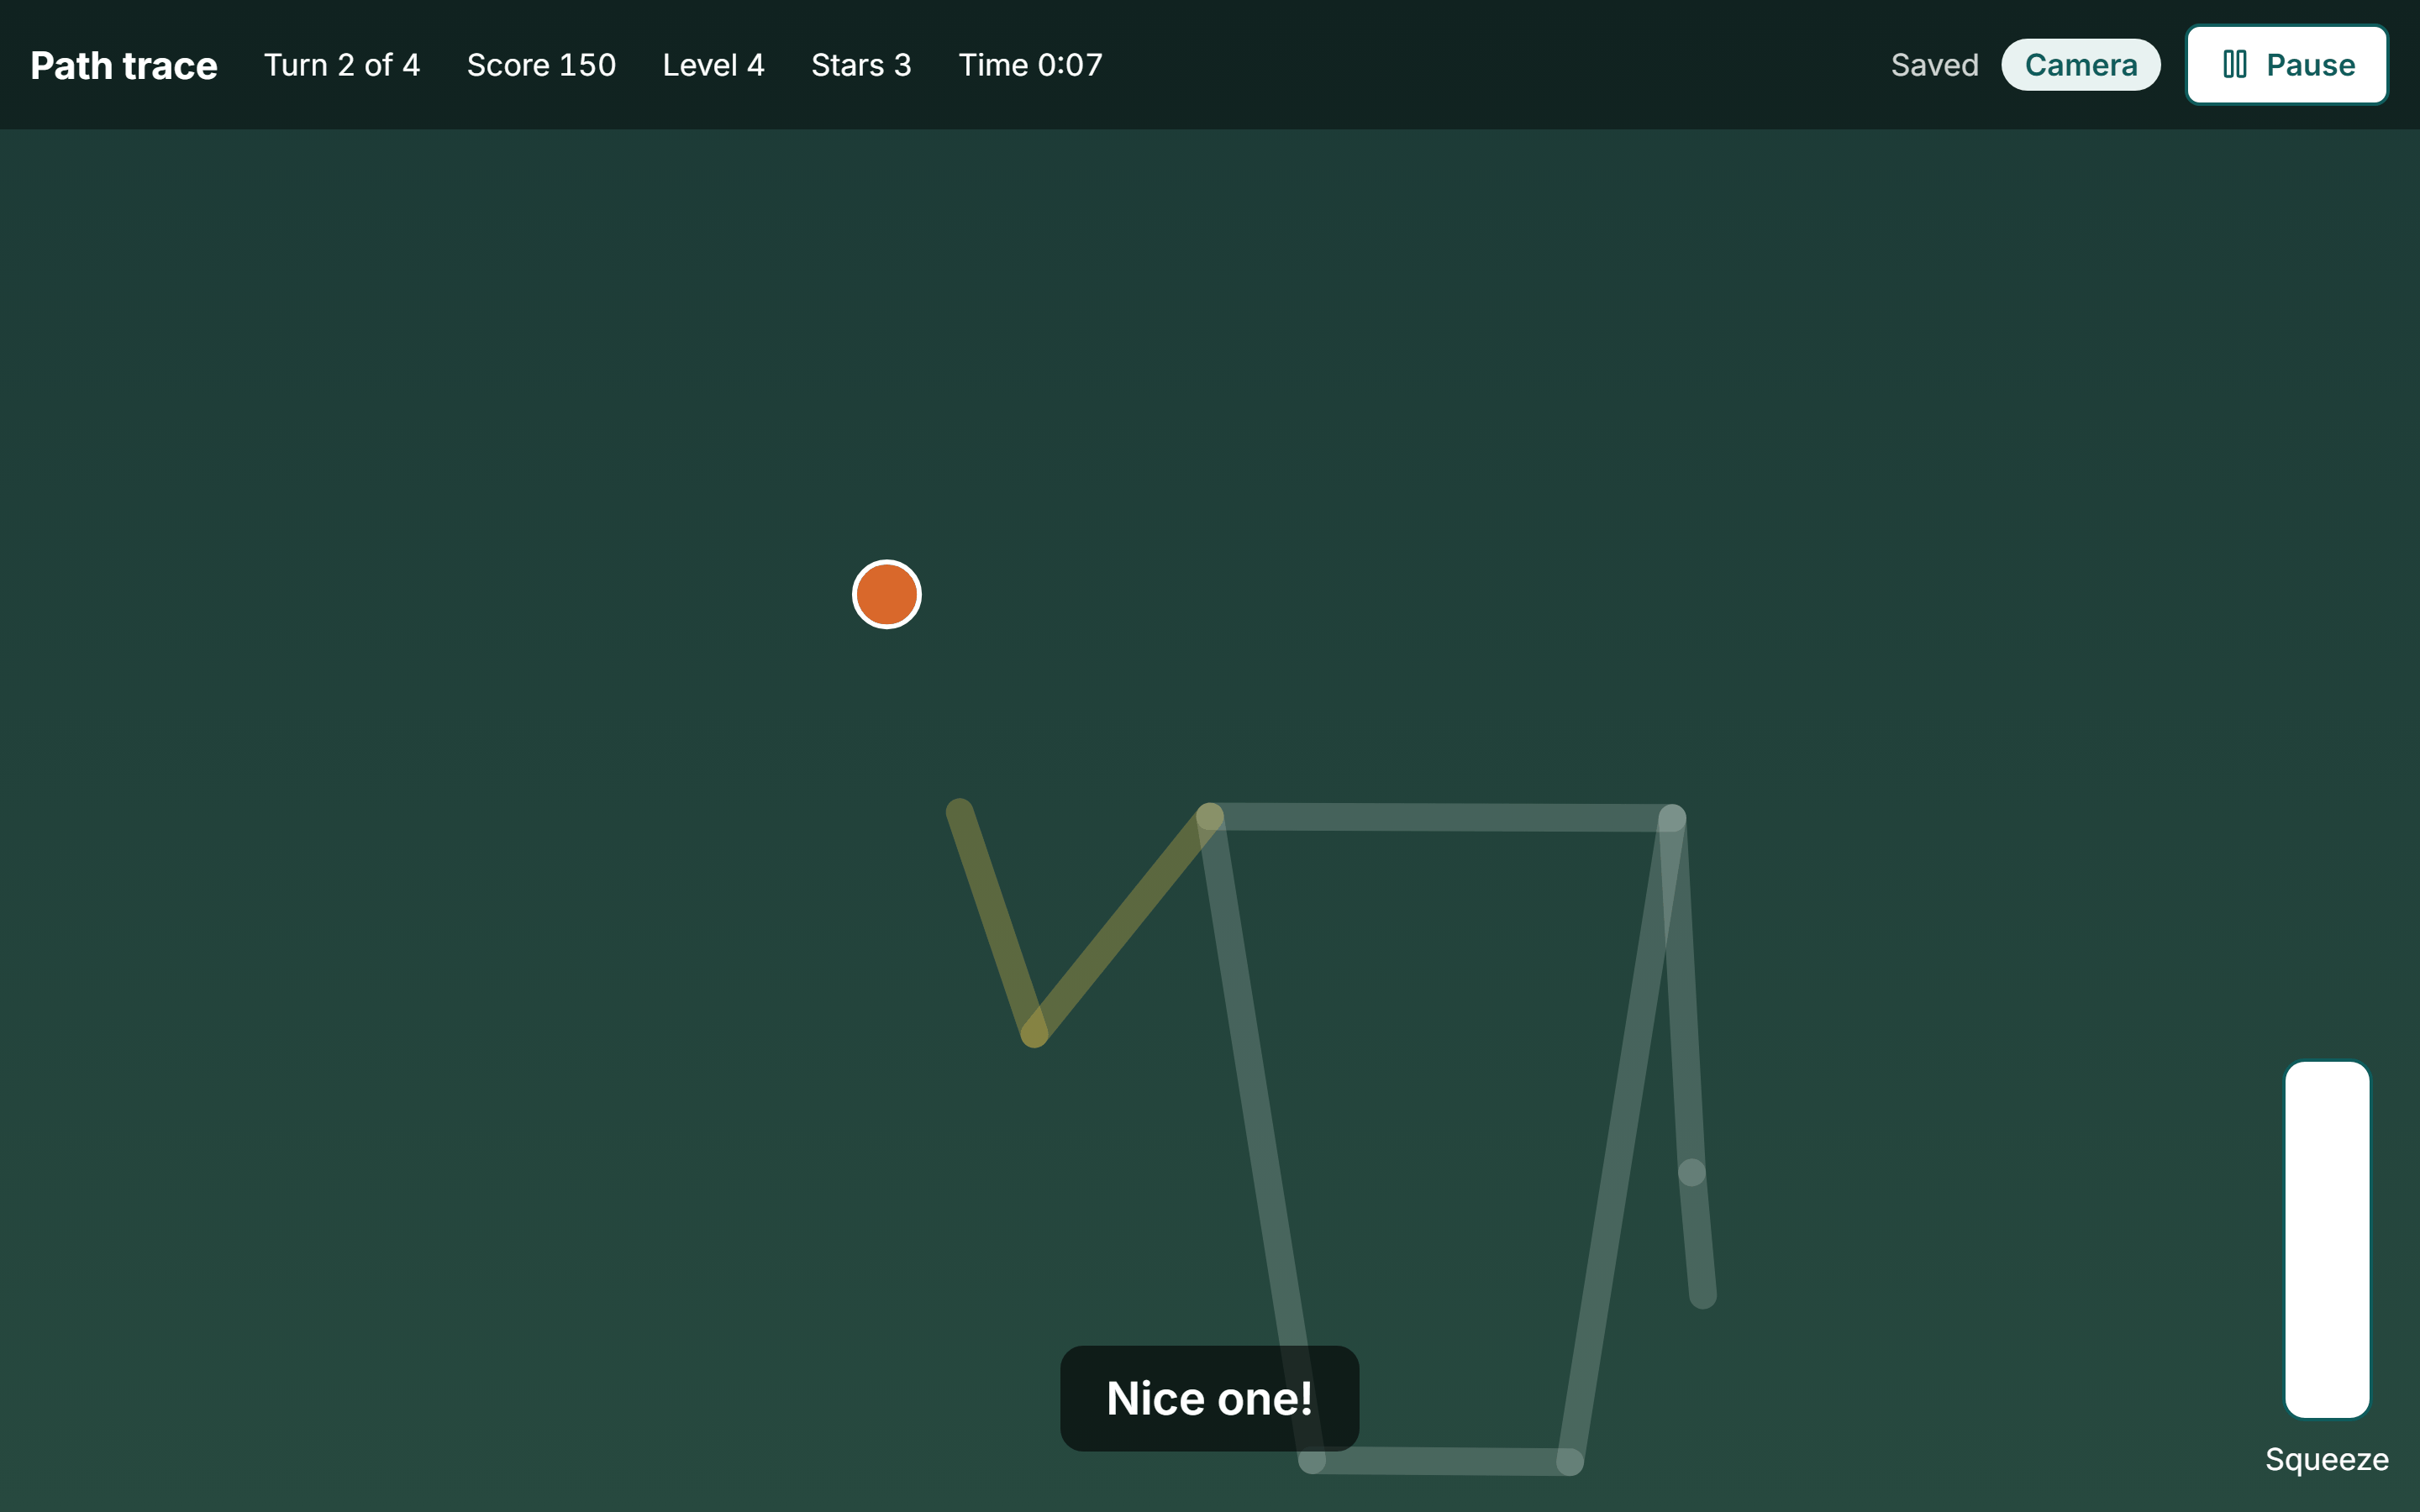 Path trace Turn 2 of 4 Score 150 Level 4 Stars 3 Time 0:07 Saved Camera Pause
Nice one!
Squeeze